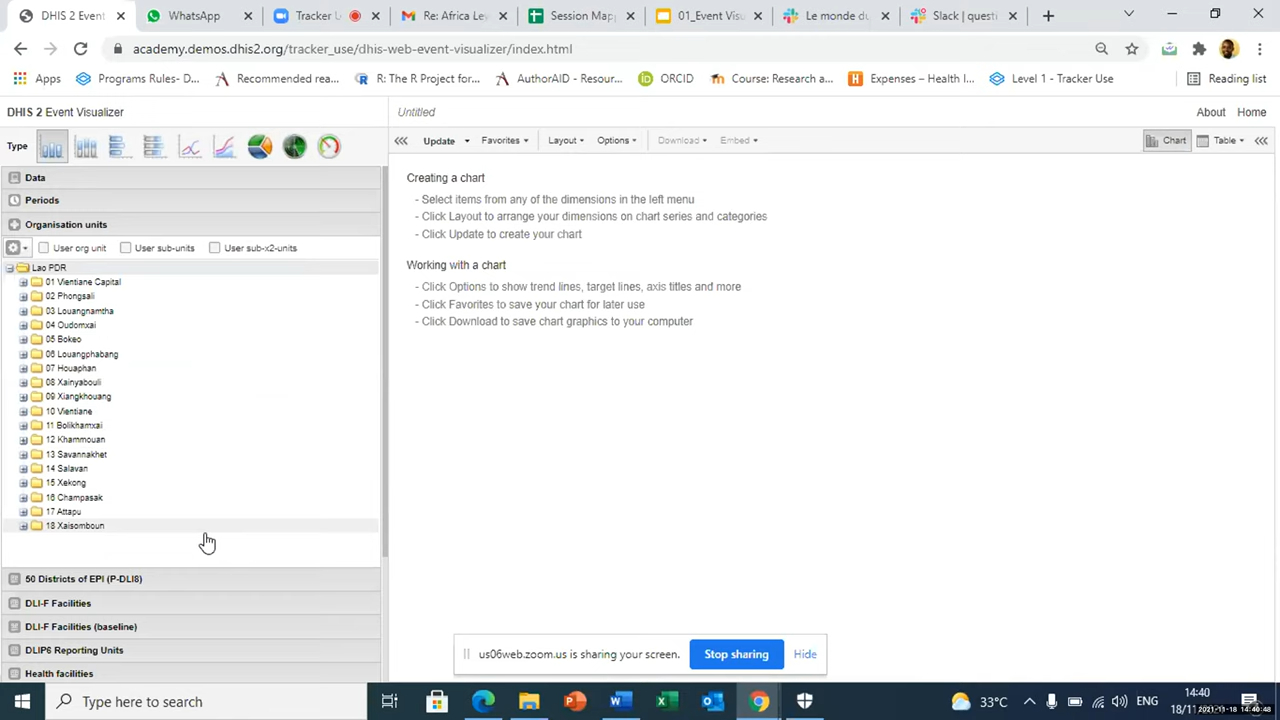 DHIS 2 Event Visualizer
WhatsApp
Tracker L
Re: Africa Le
Session Map
01_Event Visu
Le monde du
Slack | questi
academy.demos.dhis2.org/tracker_use/dhis-web-event-visualizer/index.html
Apps
Programs Rules- D...
Recommended rea...
R: The R Project for...
AuthorAID - Resour...
ORCID
Course: Research a...
Expenses – Health I...
Level 1 - Tracker Use
Reading list
DHIS 2 Event Visualizer
Untitled
About
Home
Type
Update
Favorites
Layout
Options
Download
Embed
Chart
Table
Data
Periods
Organisation units
User org unit
User sub-units
User sub-x2-units
Lao PDR
01 Vientiane Capital
02 Phongsali
03 Louangnamtha
04 Oudomxai
05 Bokeo
06 Louangphabang
07 Houaphan
08 Xainyabouli
09 Xiangkhouang
10 Vientiane
11 Bolikhamxai
12 Khammouan
13 Savannakhet
14 Salavan
15 Xekong
16 Champasak
17 Attapu
18 Xaisomboun
50 Districts of EPI (P-DLI8)
DLI-F Facilities
DLI-F Facilities (baseline)
DLIP6 Reporting Units
Health facilities
Creating a chart
- Select items from any of the dimensions in the left menu
- Click Layout to arrange your dimensions on chart series and categories
- Click Update to create your chart
Working with a chart
- Click Options to show trend lines, target lines, axis titles and more
- Click Favorites to save your chart for later use
- Click Download to save chart graphics to your computer
us06web.zoom.us is sharing your screen.
Stop sharing
Hide
Type here to search
33°C
ENG
14:40
18/11
2021-11-18 14:40:48